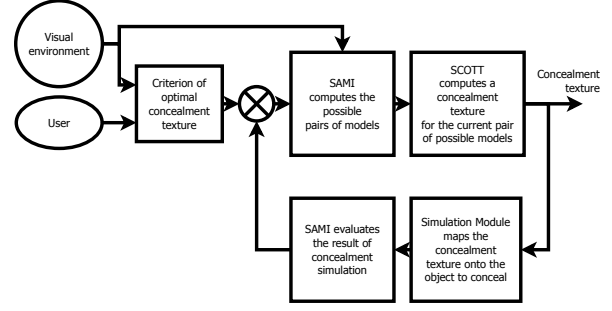 Visual
environment
User
Criterion of
optimal
concealment
texture
SAMI
computes the
possible
pairs of models
SCOTT
computes a
concealment
texture
for the current pair
of possible models
Concealment
texture
SAMI evaluates
the result of
concealment
simulation
Simulation Module
maps the
concealment
texture onto the
object to conceal